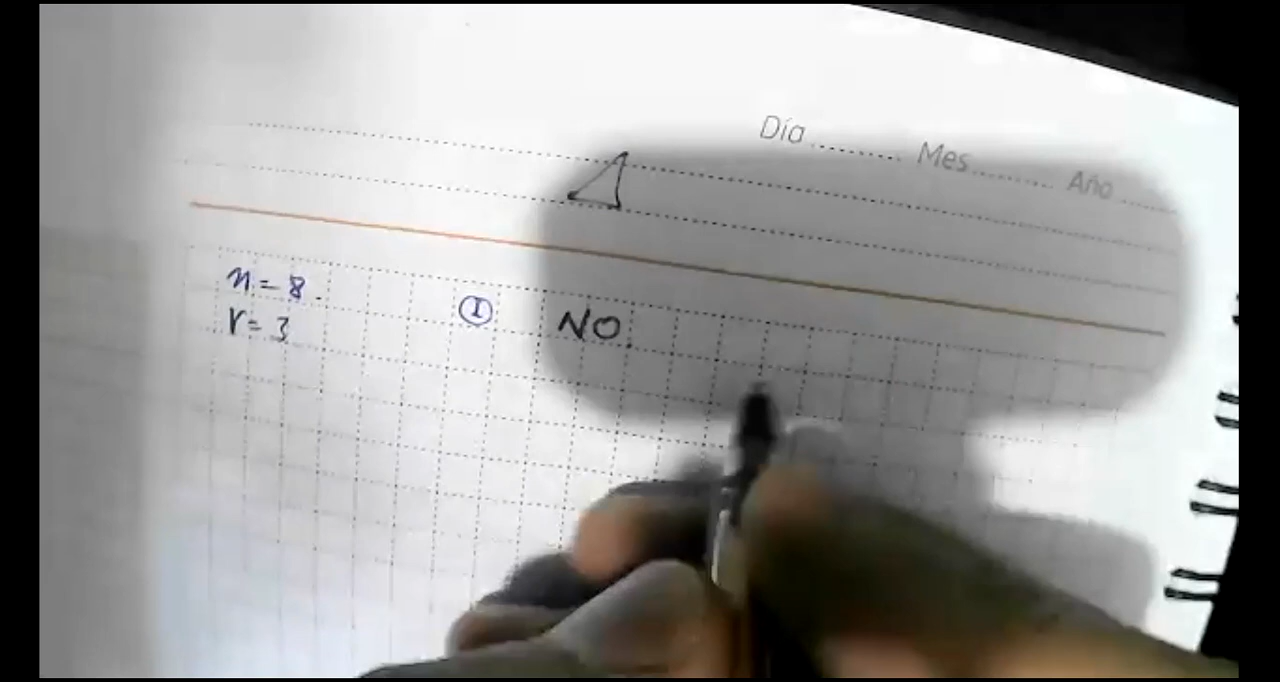 Día .......... Mes .......... Año ......
n = 8.
r = 3
① NO.